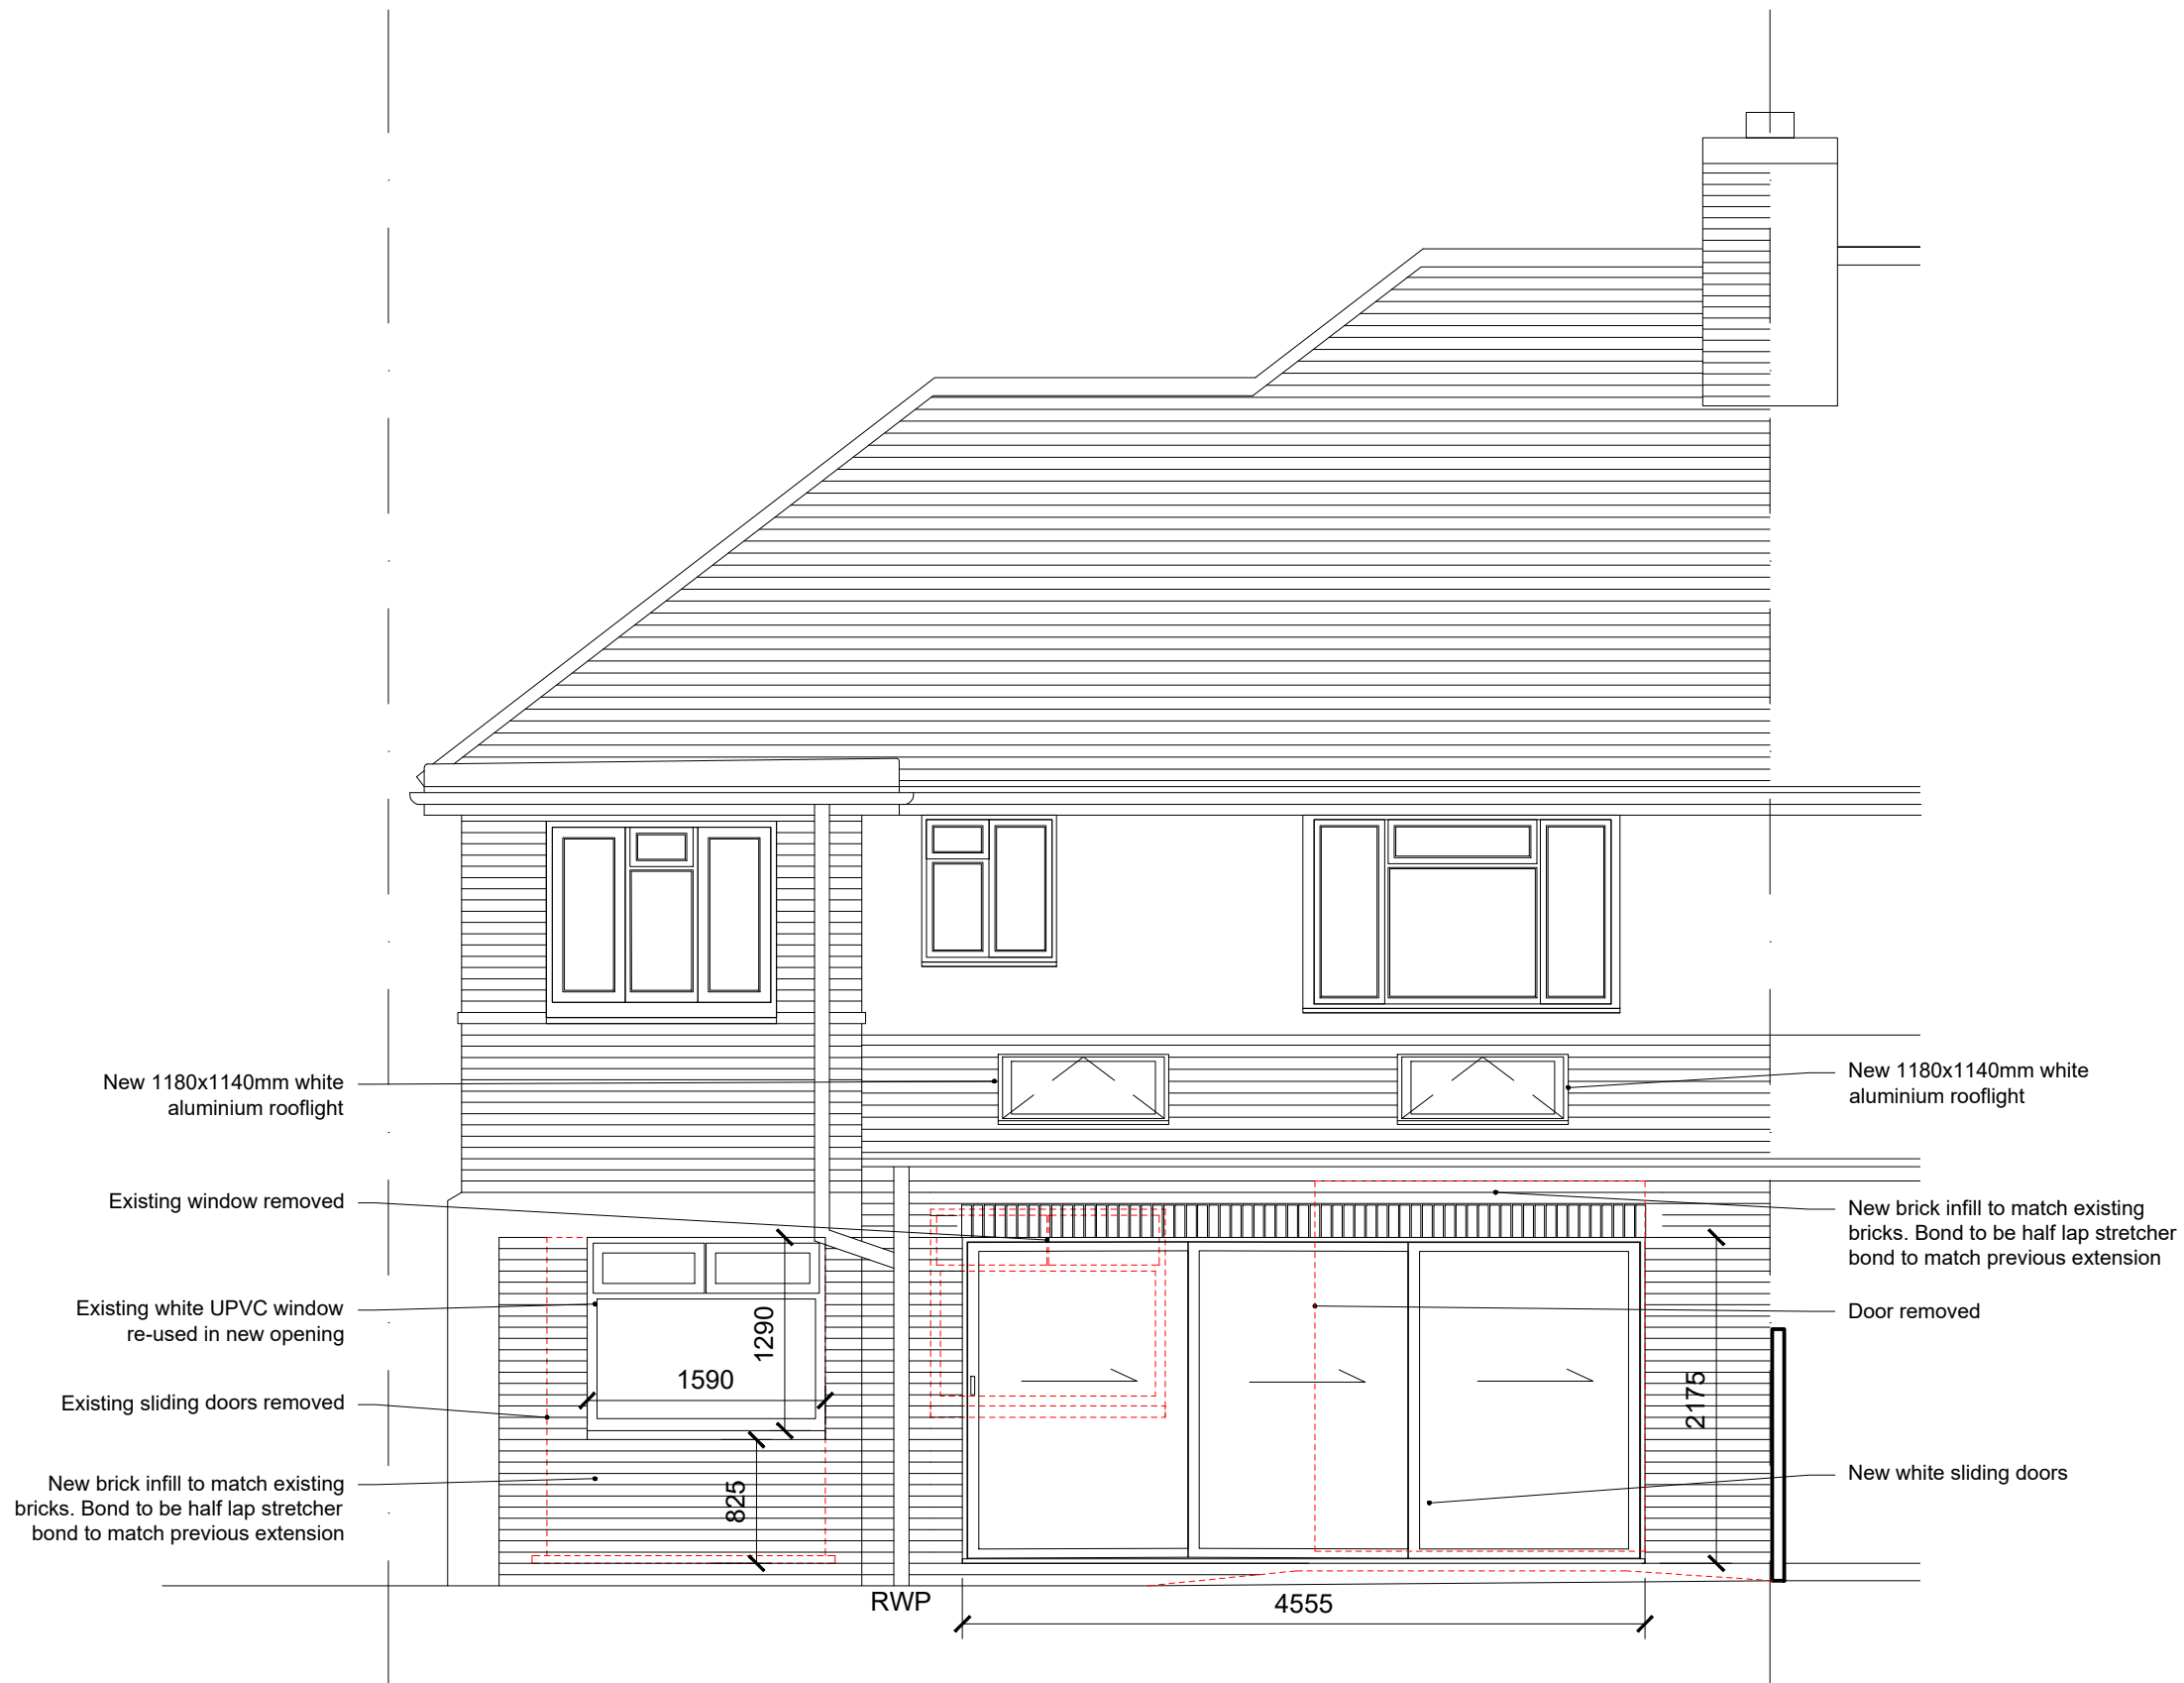 New 1180x1140mm white
aluminium rooflight
Existing window removed
Existing white UPVC window
re-used in new opening
Existing sliding doors removed
New brick infill to match existing
bricks. Bond to be half lap stretcher
bond to match previous extension
1290
1590
825
RWP
4555
2175
New 1180x1140mm white
aluminium rooflight
New brick infill to match existing
bricks. Bond to be half lap stretcher
bond to match previous extension
Door removed
New white sliding doors